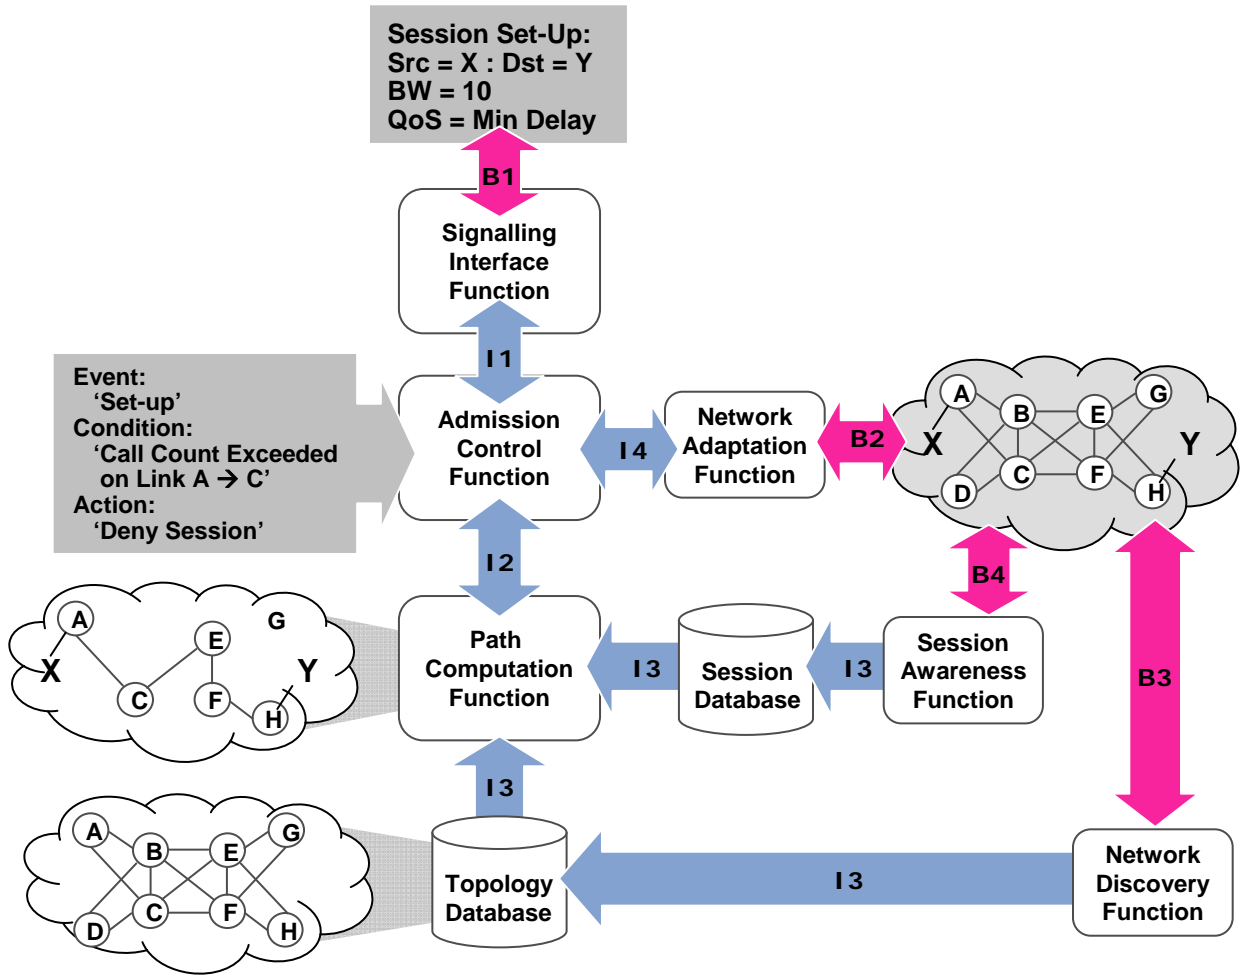 Session Set-Up:
Src = X : Dst = Y
BW = 10
QoS = Min Delay
B1
Signalling
Interface
Function
I1
Event:
‘Set-up’
Condition:
‘Call Count Exceeded
on Link A → C’
Action:
‘Deny Session’
Admission
Control
Function
I4
Network
Adaptation
Function
B2
A
G
B
E
X
Y
C
F
D
H
I2
B4
B3
A
E
G
X
Y
C
F
H
Path
Computation
Function
I3
Session
Database
I3
Session
Awareness
Function
I3
A
G
B
E
C
F
D
H
Topology
Database
I3
Network
Discovery
Function